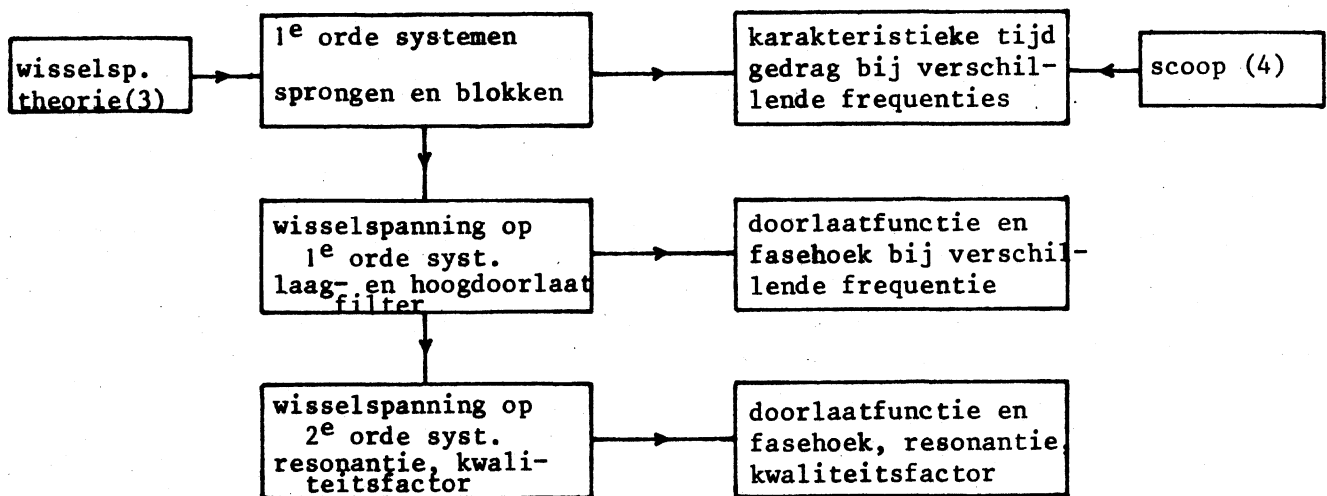 wisselsp.
theorie(3)
1e orde systemen
sprongen en blokken
karakteristieke tijd
gedrag bij verschil-
lende frequenties
scoop (4)
wisselspanning op
1e orde syst.
laag- en hoogdoorlaat
filter
doorlaatfunctie en
fasehoek bij verschil-
lende frequentie
wisselspanning op
2e orde syst.
resonantie, kwali-
teitsfactor
doorlaatfunctie en
fasehoek, resonantie
kwaliteitsfactor